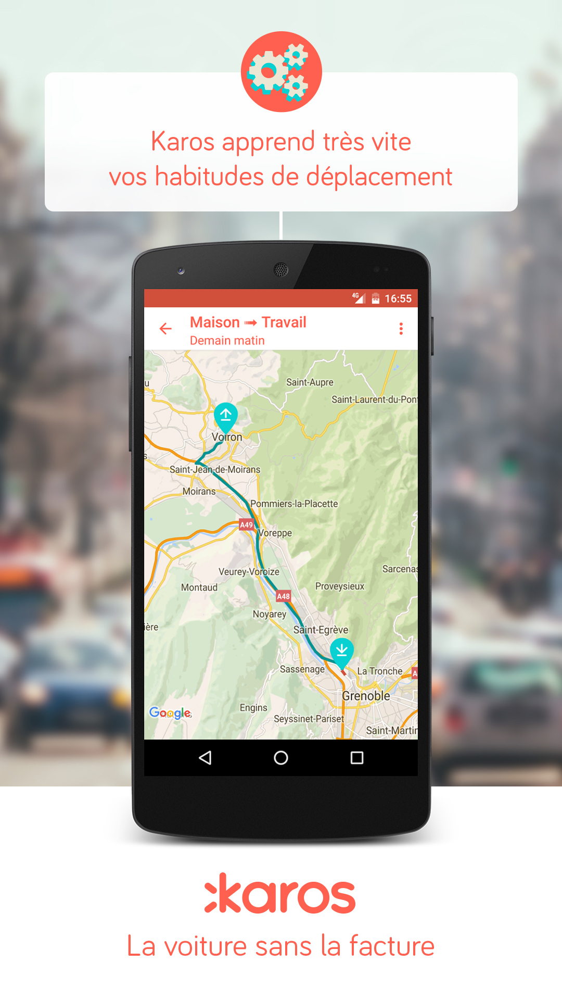 Karos apprend très vite
vos habitudes de déplacement
4G 52 16:55
Maison Travail
Demain matin
Saint-Aupre
Saint-Laurent-du-Pont
Voiron
Saint-Jean-de-Moirans
Moirans
Pommiers-la-Placette
A49
Voreppe
Veurey-Voroize
Sarcenas
Montaud
Proveysieux
A48
Noyarey
ière
Saint-Egrève
Sassenage
La Tronche
A
Grenoble
Engins
Google
Seyssinet-Pariset
Saint-Martin
karos
La voiture sans la facture